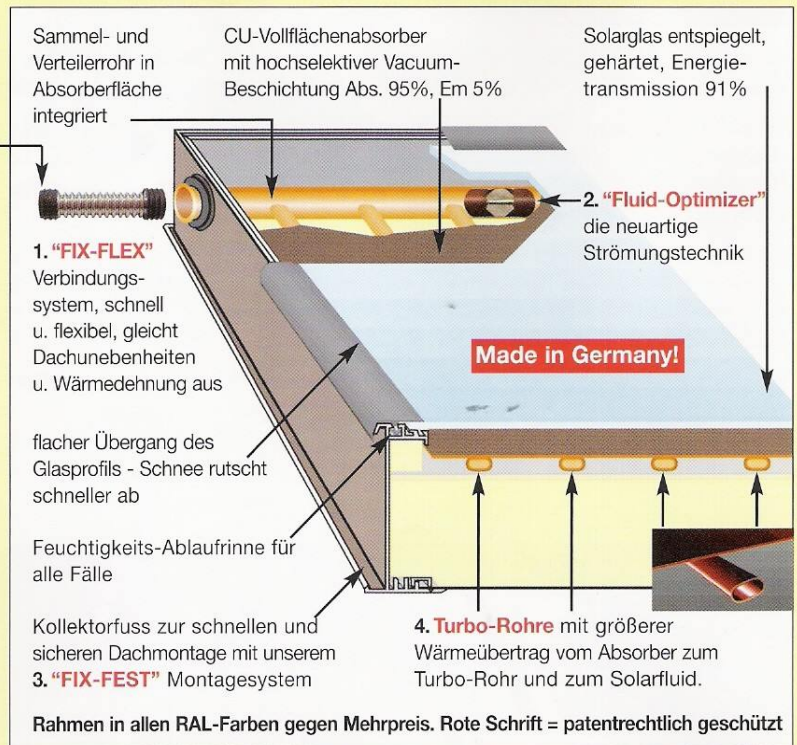 Sammel- und
Verteilerrohr in
Absorberfläche
integriert
CU-Vollflächenabsorber
mit hochselektiver Vacuum-
Beschichtung Abs. 95%, Em 5%
Solarglas entspiegelt,
gehärtet, Energie-
transmission 91%
1. "FIX-FLEX"
Verbindungs-
system, schnell
u. flexibel, gleicht
Dachunebenheiten
u. Wärmedehnung aus
2. "Fluid-Optimizer"
die neuartige
Strömungstechnik
Made in Germany!
flacher Übergang des
Glasprofils - Schnee rutscht
schneller ab
Feuchtigkeits-Ablaufrinne für
alle Fälle
Kollektorfuss zur schnellen und
sicheren Dachmontage mit unserem
3. "FIX-FEST" Montagesystem
4. Turbo-Rohre mit größerer
Wärmeübertrag vom Absorber zum
Turbo-Rohr und zum Solarfluid.
Rahmen in allen RAL-Farben gegen Mehrpreis. Rote Schrift = patentrechtlich geschützt